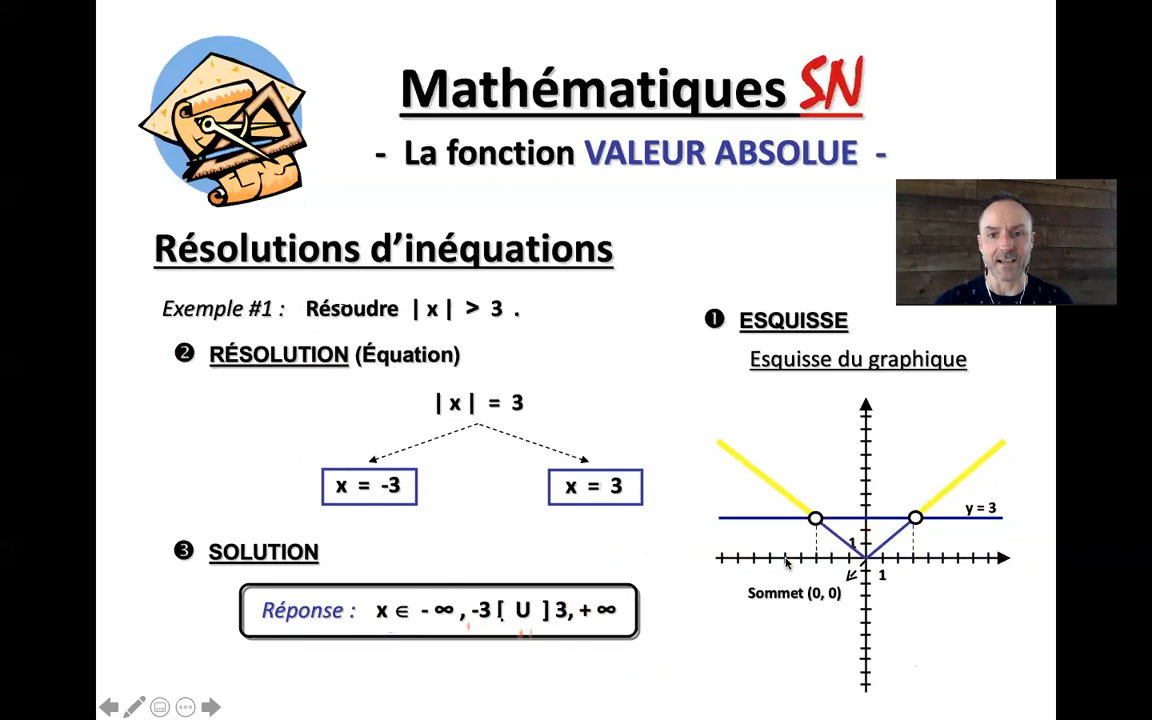 Mathématiques SN
- La fonction VALEUR ABSOLUE -
Résolutions d’inéquations
Exemple #1 : Résoudre | x | > 3 .
❷ RÉSOLUTION (Équation)
| x | = 3
x = -3
x = 3
❸ SOLUTION
Réponse : x ∈ - ∞ , -3 [ U ] 3, + ∞
❶ ESQUISSE
Esquisse du graphique
y = 3
1
1
Sommet (0, 0)